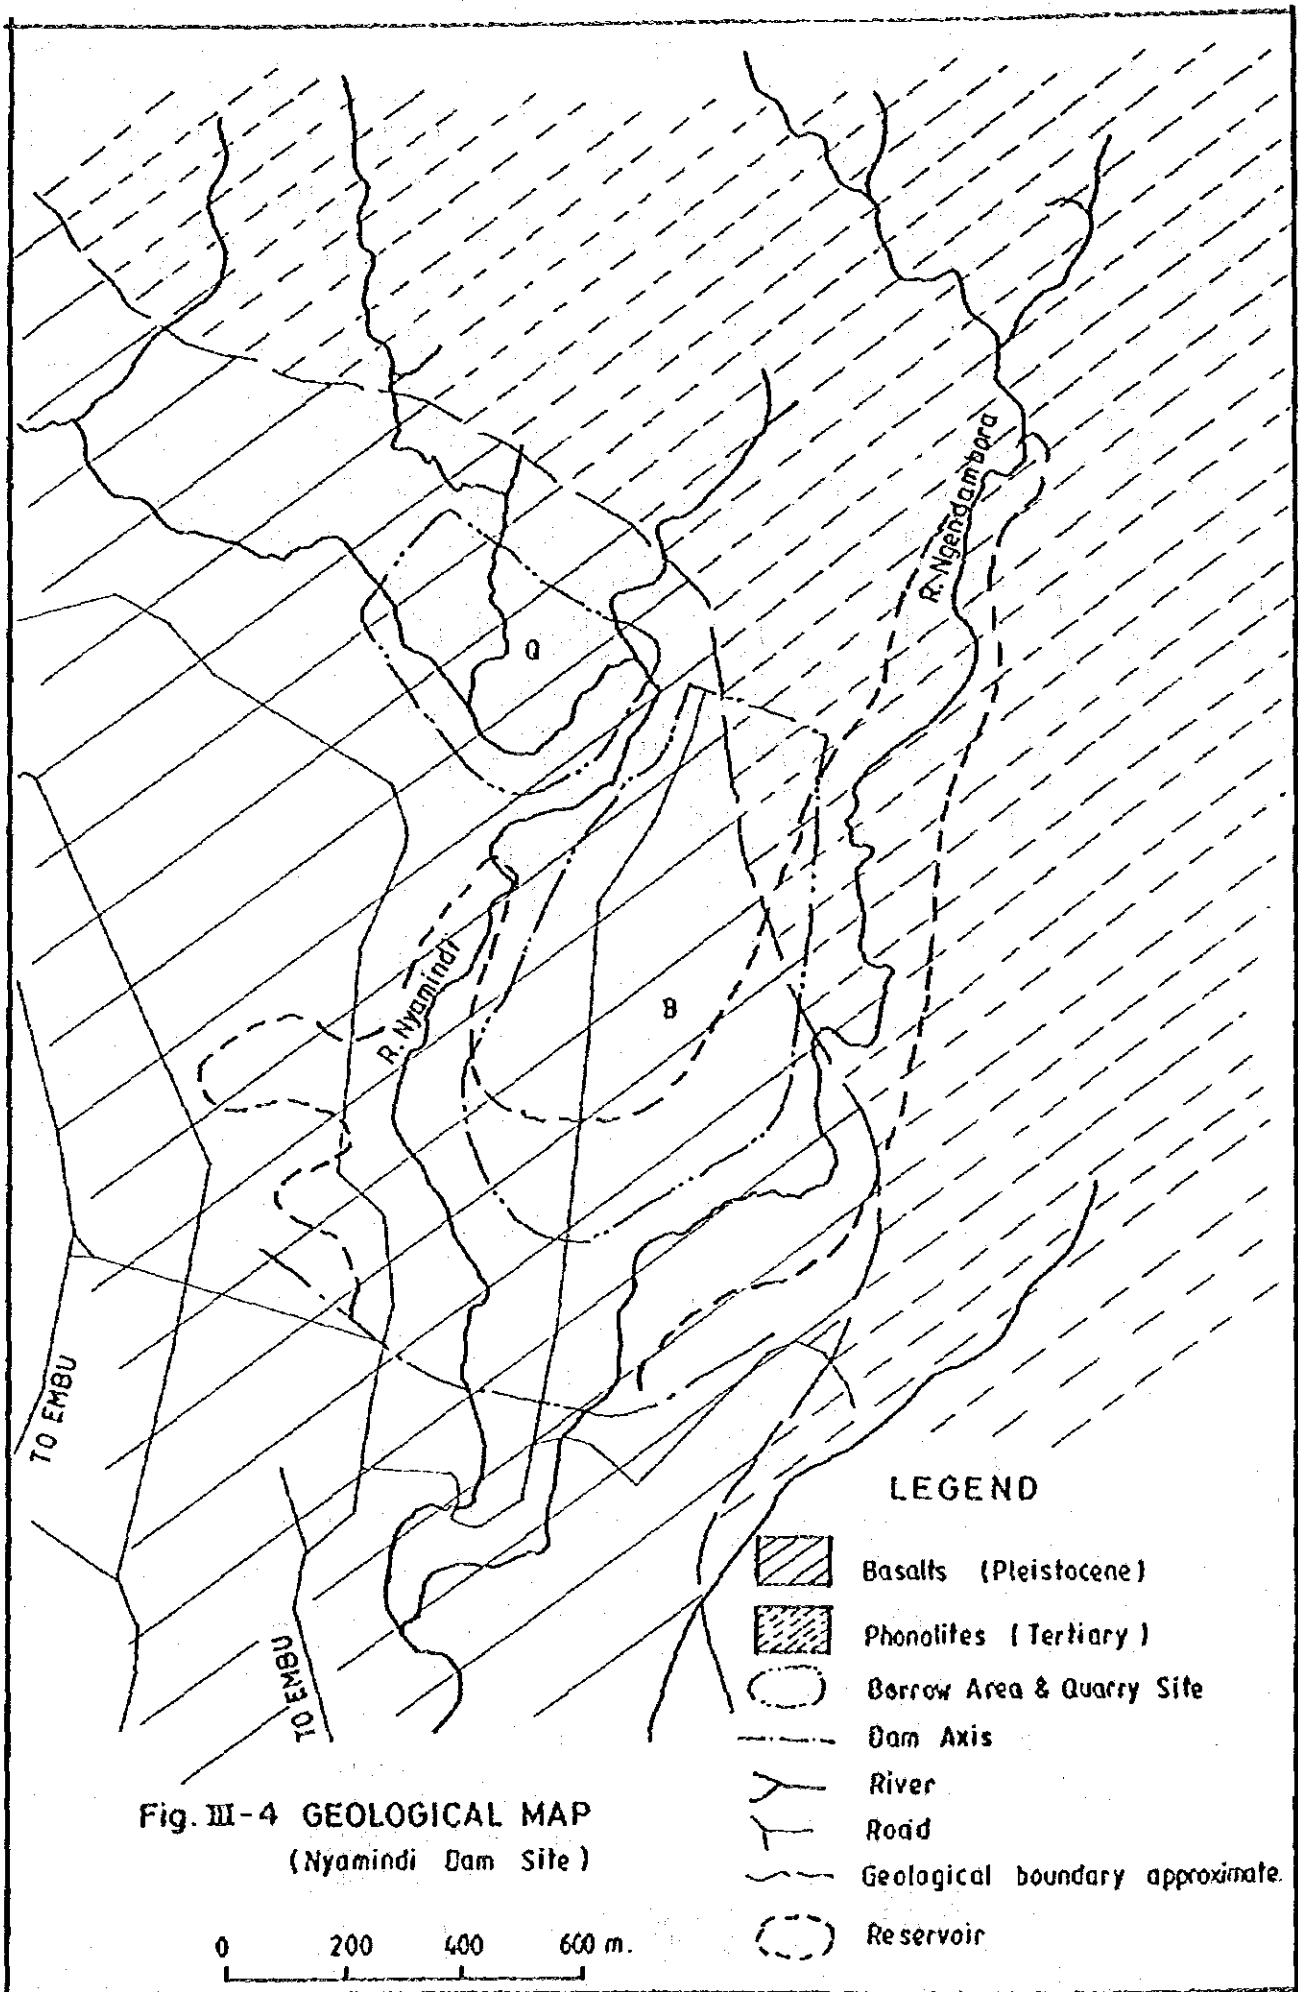 R. Ngendambora
Q
B
R. Nyamindi
TO EMBU
TO EMBU
LEGEND
Basalts (Pleistocene)
Phonolites (Tertiary)
Borrow Area & Quarry Site
Dam Axis
River
Road
Geological boundary approximate.
Reservoir
Fig. III-4 GEOLOGICAL MAP
(Nyamindi Dam Site)
0 200 400 600 m.